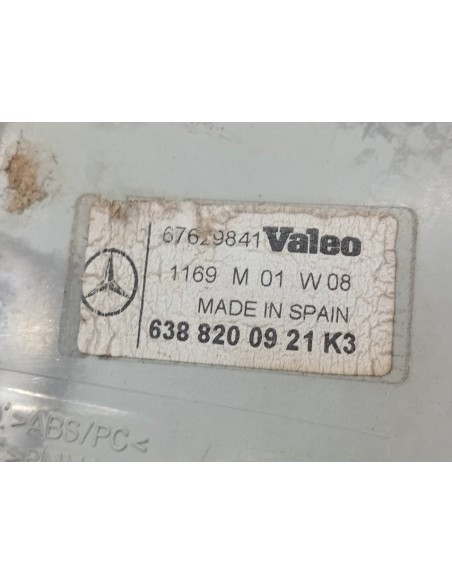 67629841 Valeo
1169 M 01 W 08
MADE IN SPAIN
638 820 09 21 K3
>ABS/PC<